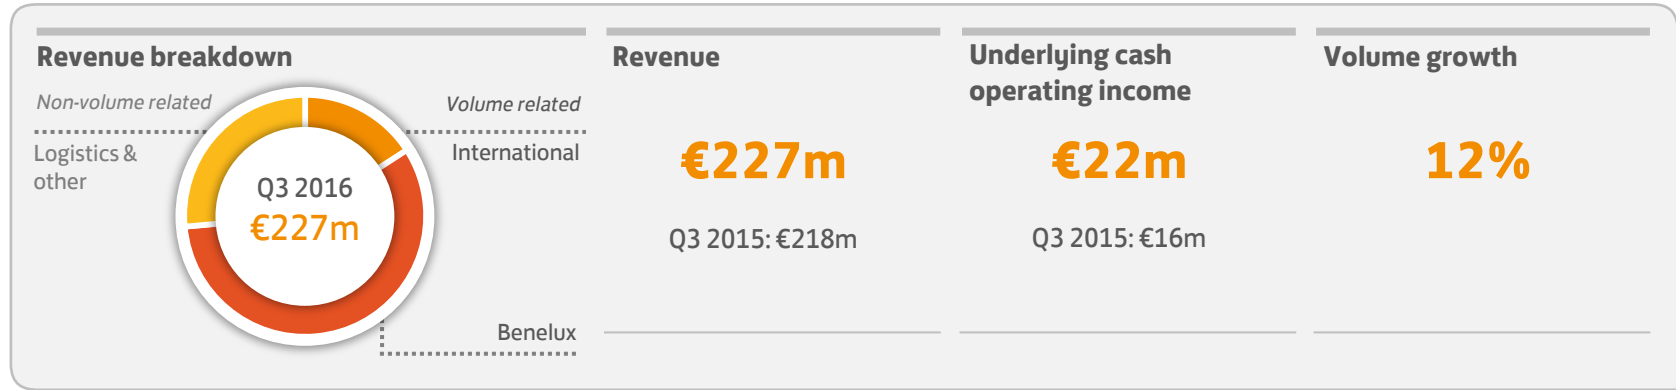 Revenue breakdown
Non-volume related
Volume related
Logistics &
other
International
Q3 2016
€227m
Benelux
Revenue
€227m
Q3 2015: €218m
Underlying cash
operating income
€22m
Q3 2015: €16m
Volume growth
12%